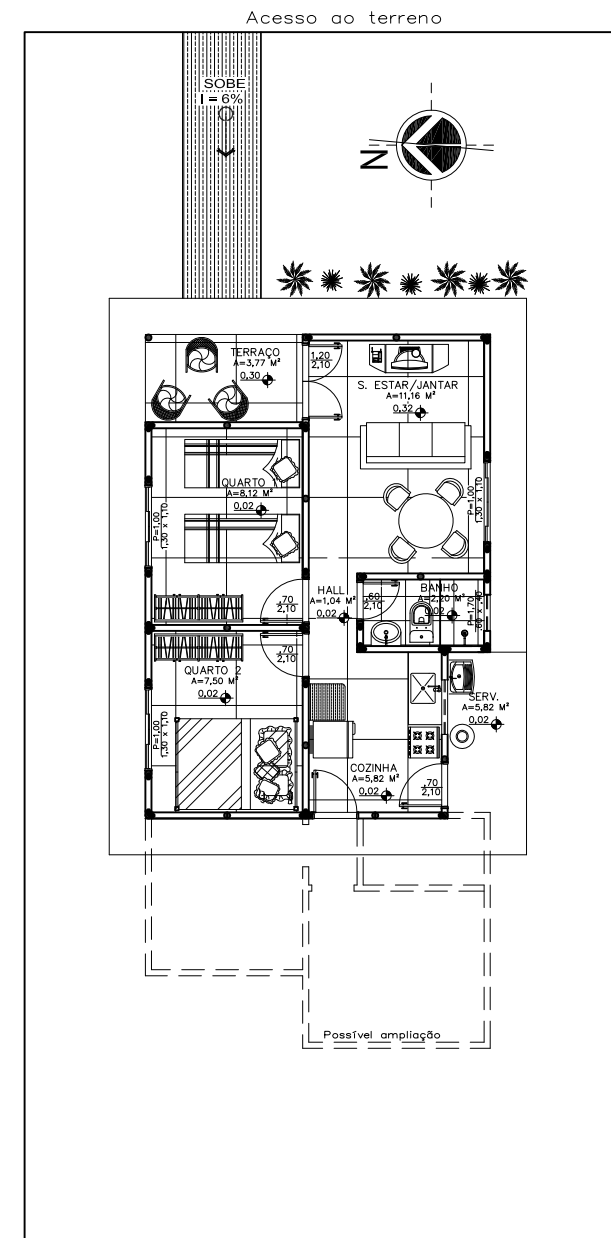 Acesso ao terreno
SOBE
I = 6%
N
TERRAÇO
A=3,77 M²
0,30
1,20
2,10
S. ESTAR/JANTAR
A=11,16 M²
0,32
QUARTO 1
A=8,12 M²
0,02
P=1,00
1,30 x 1,10
P=1,00
1,30 x 1,10
HALL
A=1,04 M²
0,02
,70
2,10
,60
2,10
BANHO
A=2,20 M²
0,02
P=1,70
,60 x ,40
,70
2,10
QUARTO 2
A=7,50 M²
0,02
P=1,00
1,30 x 1,10
SERV.
A=5,82 M²
0,02
COZINHA
A=5,82 M²
0,02
,70
2,10
Possível ampliação